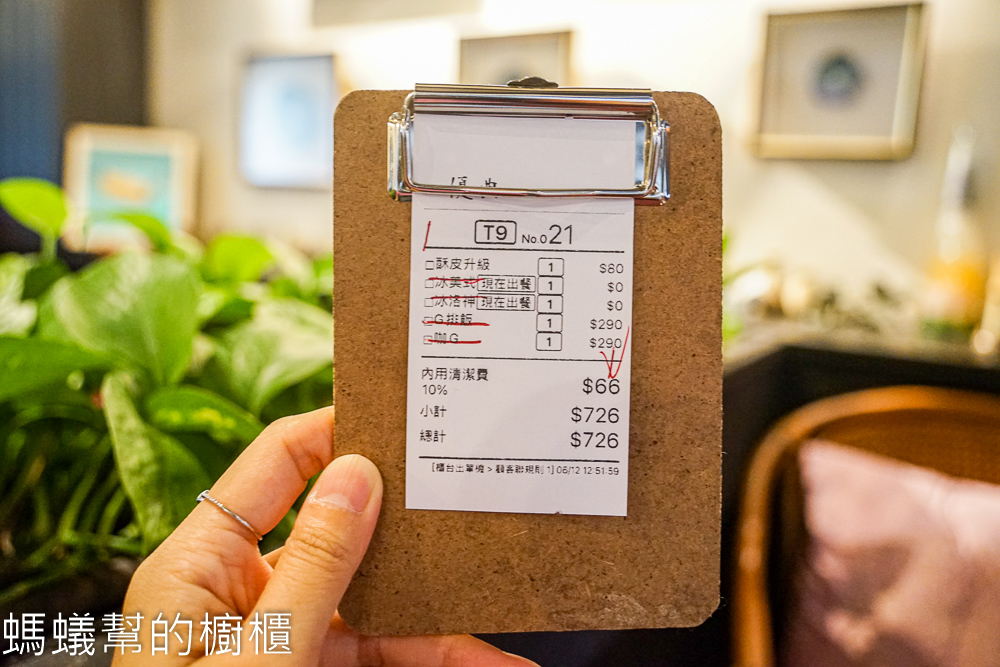 T9 No.021
□酥皮升級 1 $80
□冰美式 現在出餐 1 $0
□冰洛神 現在出餐 1 $0
□G排飯 1 $290
□咖G 1 $290
內用清潔費 $66
10%
小計 $726
總計 $726
[櫃台出單機 > 顧客聯規則 1] 06/12 12:51:59
螞蟻幫的櫥櫃